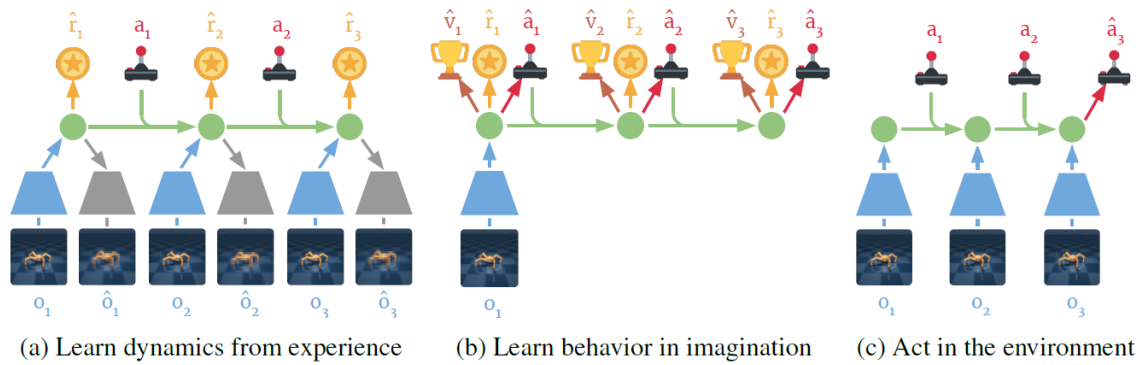 r̂₁ a₁ r̂₂ a₂ r̂₃
o₁ ô₁ o₂ ô₂ o₃ ô₃
(a) Learn dynamics from experience
v̂₁ r̂₁ â₁ v̂₂ r̂₂ â₂ v̂₃ r̂₃ â₃
o₁
(b) Learn behavior in imagination
a₁ a₂ â₃
o₁ o₂ o₃
(c) Act in the environment